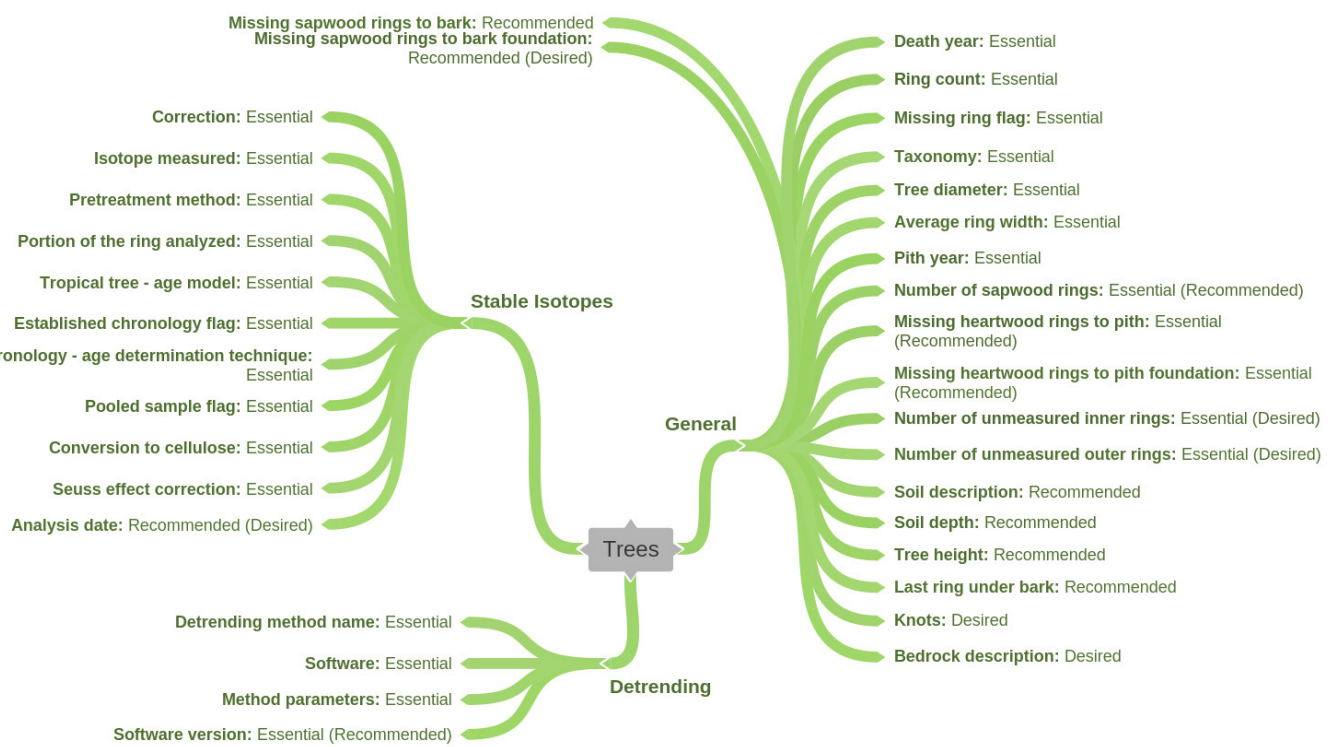 Missing sapwood rings to bark: Recommended
Missing sapwood rings to bark foundation:
Recommended (Desired)
Correction: Essential
Isotope measured: Essential
Pretreatment method: Essential
Portion of the ring analyzed: Essential
Tropical tree - age model: Essential
Established chronology flag: Essential
- age determination technique:
Essential
Pooled sample flag: Essential
Conversion to cellulose: Essential
Seuss effect correction: Essential
Analysis date: Recommended (Desired)
Stable Isotopes
Death year: Essential
Ring count: Essential
Missing ring flag: Essential
Taxonomy: Essential
Tree diameter: Essential
Average ring width: Essential
Pith year: Essential
Number of sapwood rings: Essential (Recommended)
Missing heartwood rings to pith: Essential
(Recommended)
Missing heartwood rings to pith foundation: Essential
(Recommended)
Number of unmeasured inner rings: Essential (Desired)
Number of unmeasured outer rings: Essential (Desired)
Soil description: Recommended
Soil depth: Recommended
Tree height: Recommended
Last ring under bark: Recommended
Knots: Desired
Bedrock description: Desired
General
Trees
Detrending method name: Essential
Software: Essential
Method parameters: Essential
Software version: Essential (Recommended)
Detrending